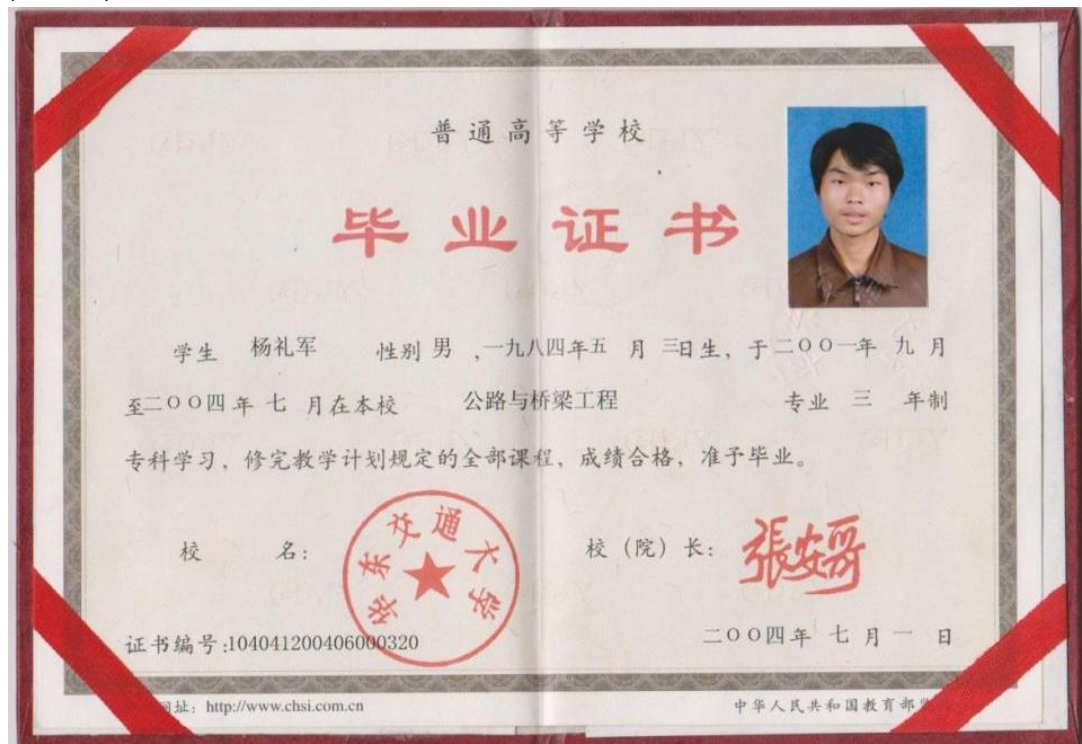 普通高等学校
毕业证书
学生 杨礼军 性别 男 ,一九八四年五 月 三日生, 于二〇〇一年 九 月
至二〇〇四 年 七 月在本校 公路与桥梁工程 专业 三 年制
专科学习, 修完教学计划规定的全部课程, 成绩合格, 准予毕业。
校 名: 华东交通大学
校 (院) 长: 張安哥
证书编号:104041200406000320
二〇〇四年 七 月 一 日
址: http://www.chsi.com.cn
中华人民共和国教育部